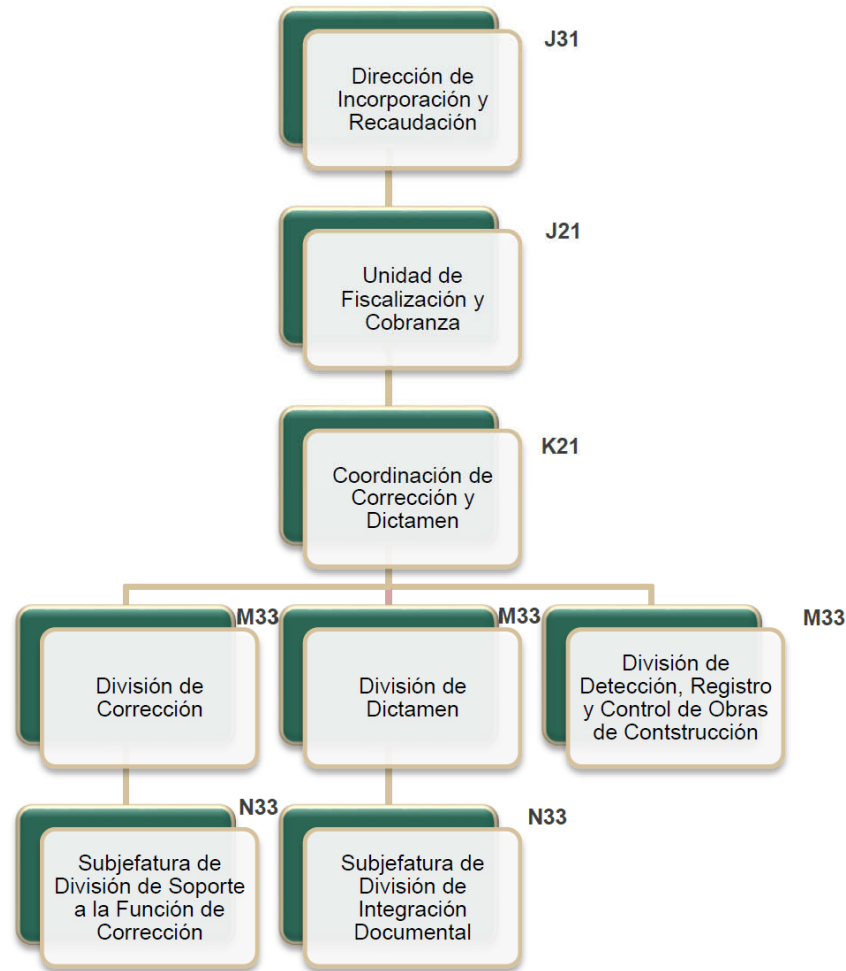 J31
Dirección de
Incorporación y
Recaudación
J21
Unidad de
Fiscalización y
Cobranza
K21
Coordinación de
Corrección y
Dictamen
M33
División de
Corrección
M33
División de
Dictamen
M33
División de
Detección, Registro
y Control de Obras
de Contstrucción
N33
Subjefatura de
División de Soporte
a la Función de
Corrección
N33
Subjefatura de
División de
Integración
Documental